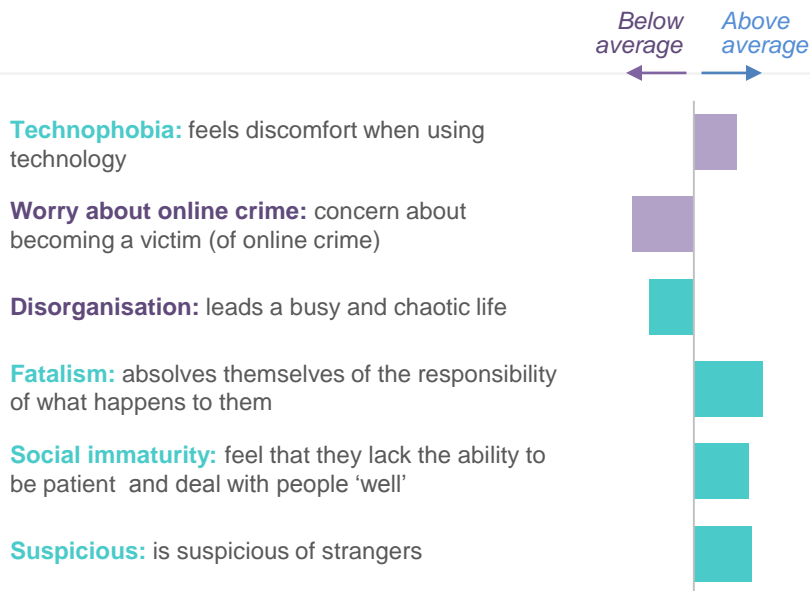 Below average
Above average
Technophobia: feels discomfort when using
technology
Worry about online crime: concern about
becoming a victim (of online crime)
Disorganisation: leads a busy and chaotic life
Fatalism: absolves themselves of the responsibility
of what happens to them
Social immaturity: feel that they lack the ability to
be patient  and deal with people ‘well’
Suspicious: is suspicious of strangers